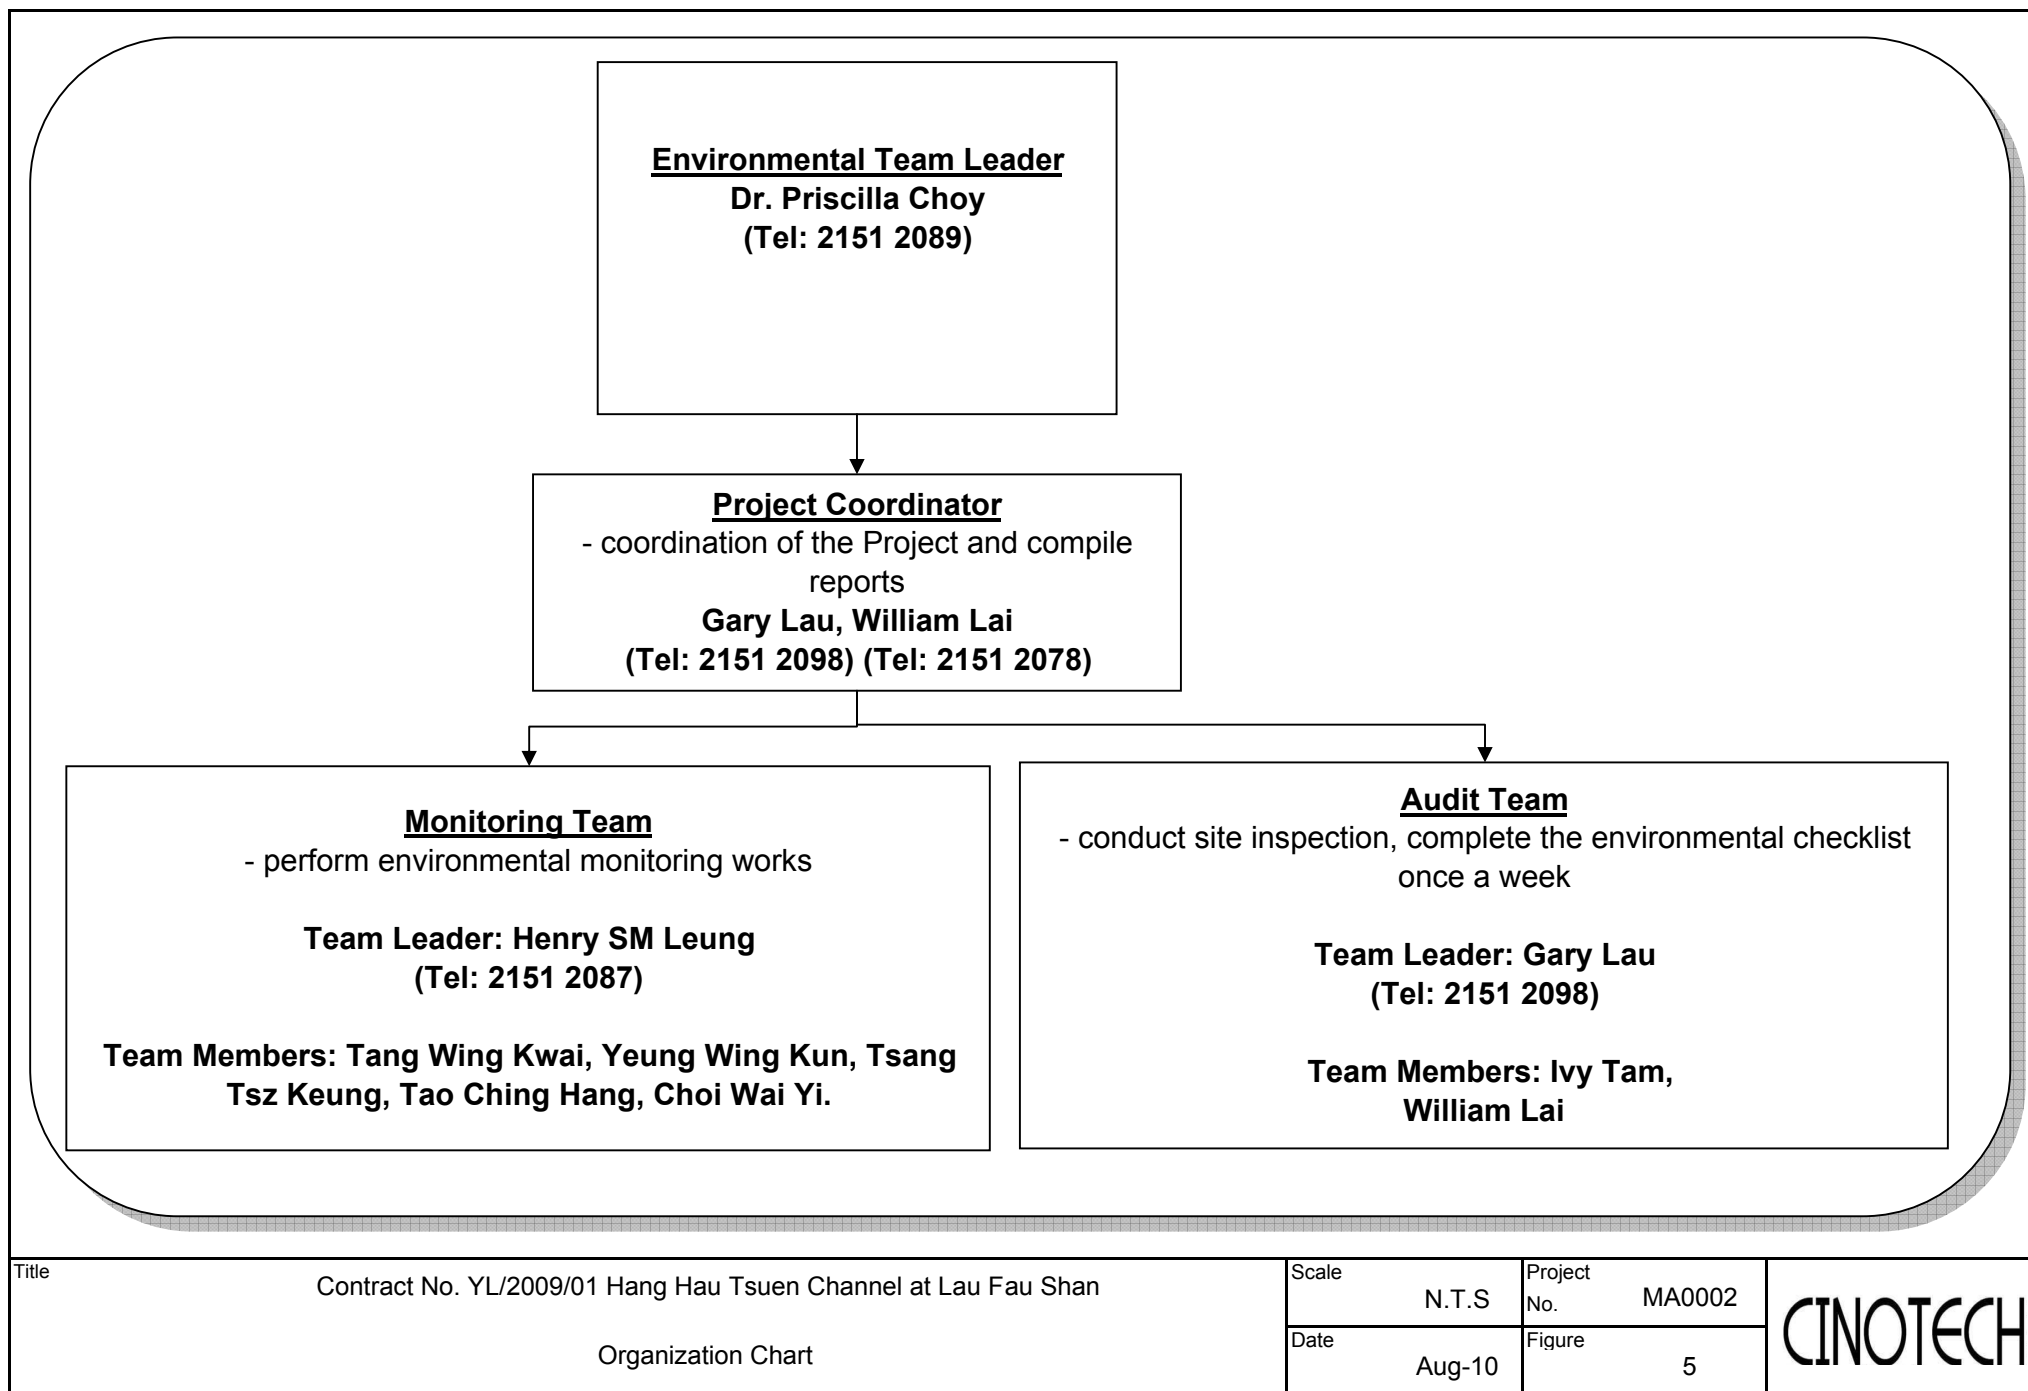 Environmental Team Leader
Dr. Priscilla Choy
(Tel: 2151 2089)
Project Coordinator
- coordination of the Project and compile
reports
Gary Lau, William Lai
(Tel: 2151 2098) (Tel: 2151 2078)
Monitoring Team
- perform environmental monitoring works
Team Leader: Henry SM Leung
(Tel: 2151 2087)
Team Members: Tang Wing Kwai, Yeung Wing Kun, Tsang
Tsz Keung, Tao Ching Hang, Choi Wai Yi.
Audit Team
- conduct site inspection, complete the environmental checklist
once a week
Team Leader: Gary Lau
(Tel: 2151 2098)
Team Members: Ivy Tam,
William Lai
Title
Contract No. YL/2009/01 Hang Hau Tsuen Channel at Lau Fau Shan
Organization Chart
Scale
N.T.S
Project
No.
MA0002
Date
Aug-10
Figure
5
CINOTECH